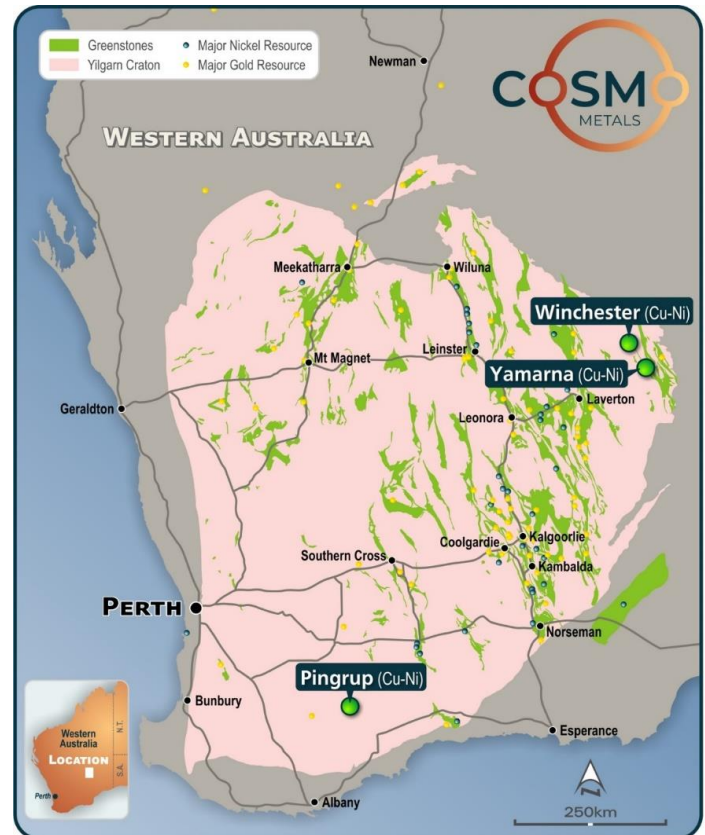 Greenstones
Major Nickel Resource
Yilgarn Craton
Major Gold Resource
COSMO
METALS
Newman
WESTERN AUSTRALIA
Meekatharra
Wiluna
Winchester (Cu-Ni)
Leinster
Mt Magnet
Yamarna (Cu-Ni)
Laverton
Geraldton
Leonora
Kalgoorlie
Coolgardie
Southern Cross
Kambalda
PERTH
Norseman
Pingrup (Cu-Ni)
Bunbury
Esperance
Albany
Western
Australia
N.T.
LOCATION
S.A.
Perth
N
250km